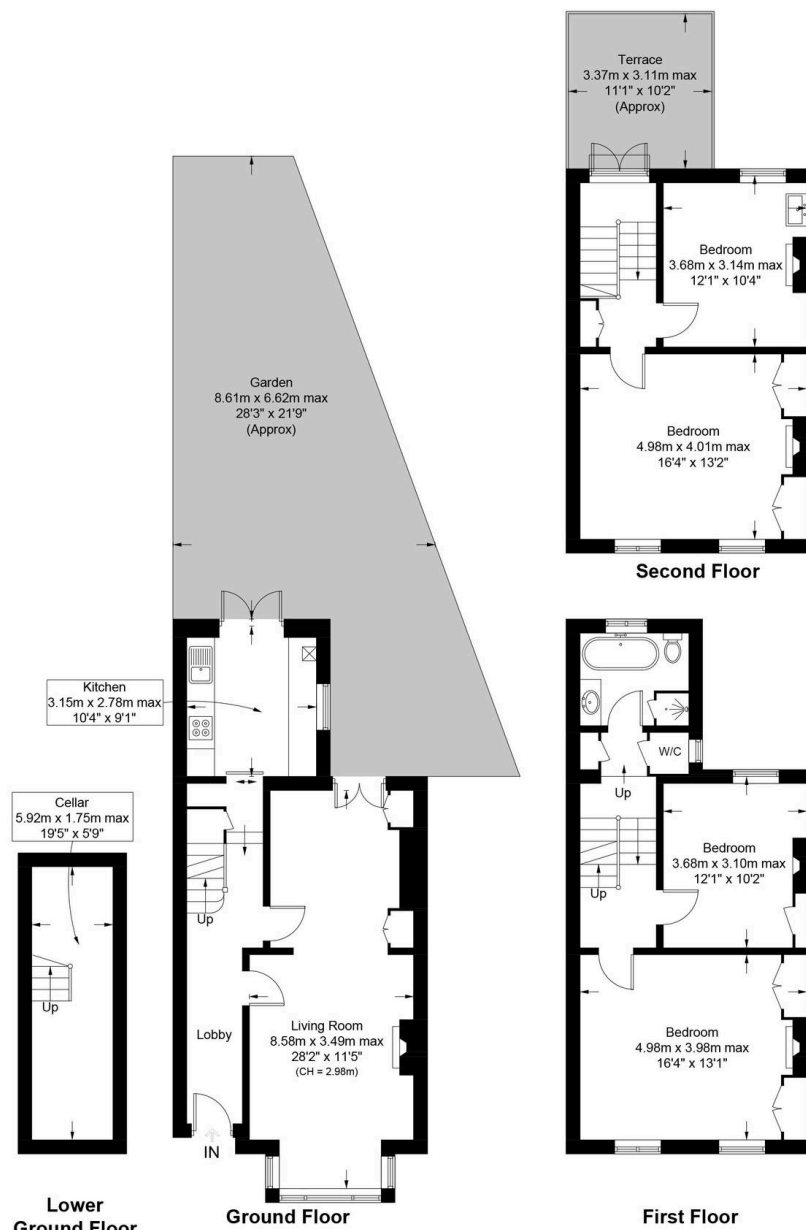 Terrace
3.37m x 3.11m max
11'1" x 10'2"
(Approx)
Bedroom
3.68m x 3.14m max
12'1" x 10'4"
Bedroom
4.98m x 4.01m max
16'4" x 13'2"
Second Floor
Garden
8.61m x 6.62m max
28'3" x 21'9"
(Approx)
Kitchen
3.15m x 2.78m max
10'4" x 9'1"
Cellar
5.92m x 1.75m max
19'5" x 5'9"
Up
Lower
Ground Floor
Up
Lobby
Living Room
8.58m x 3.49m max
28'2" x 11'5"
(CH = 2.98m)
IN
Ground Floor
W/C
Up
Up
Bedroom
3.68m x 3.10m max
12'1" x 10'2"
Bedroom
4.98m x 3.98m max
16'4" x 13'1"
First Floor